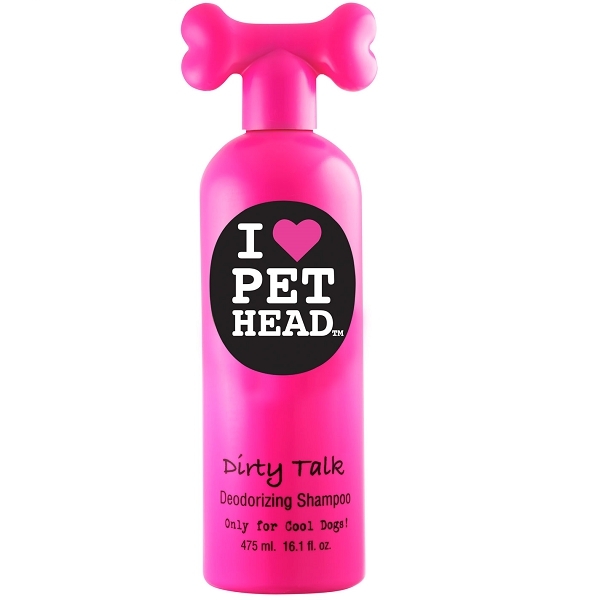 I ♥
PET
HEAD™
Dirty Talk
Deodorizing Shampoo
Only for Cool Dogs!
475 ml. 16.1 fl. oz.